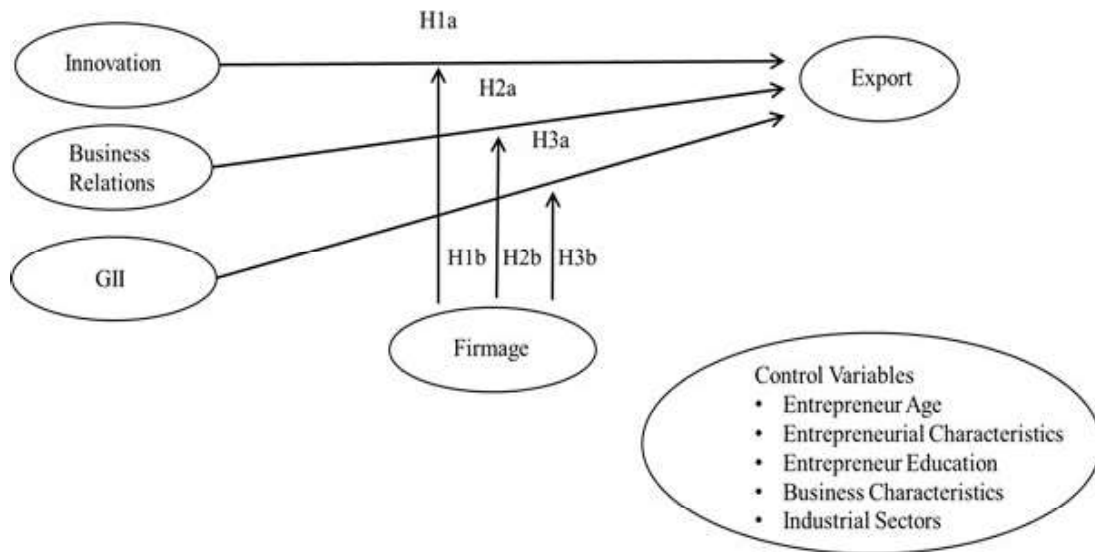 H1a
Innovation
Export
H2a
Business
Relations
H3a
GII
H1b
H2b
H3b
Firmage
Control Variables
• Entrepreneur Age
• Entrepreneurial Characteristics
• Entrepreneur Education
• Business Characteristics
• Industrial Sectors